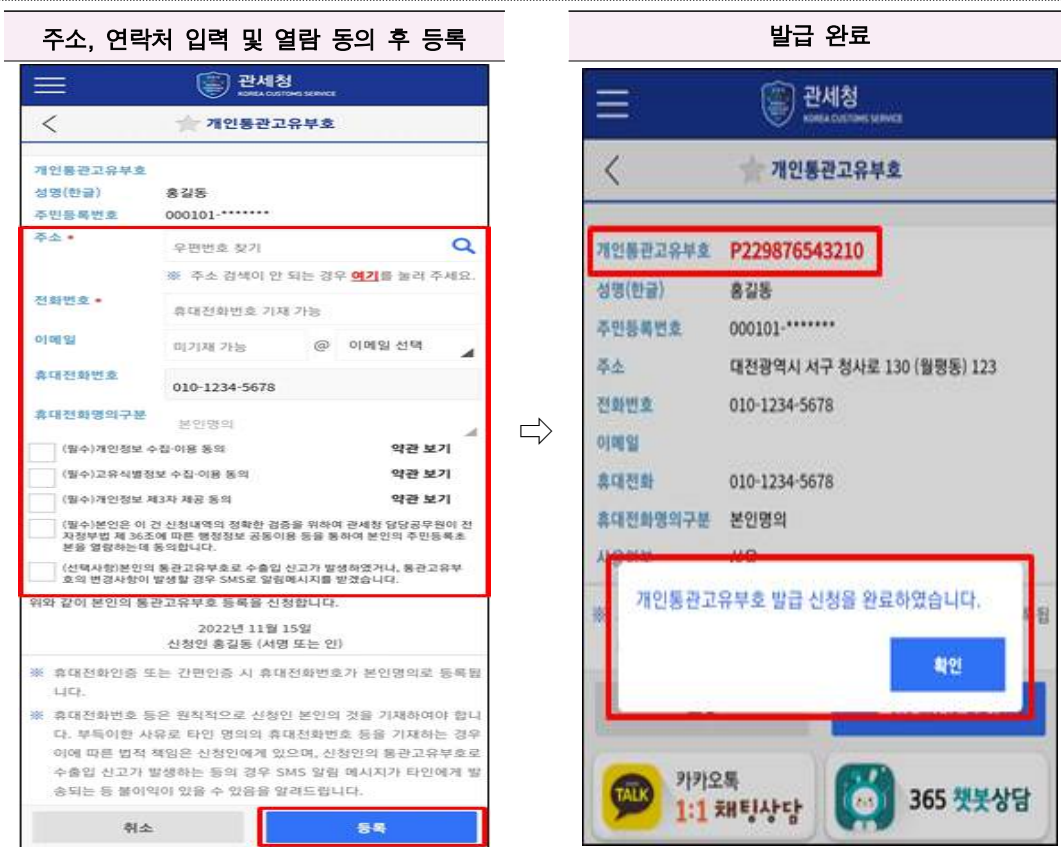 주소, 연락처 입력 및 열람 동의 후 등록
관세청
KOREA CUSTOMS SERVICE
개인통관고유부호
개인통관고유부호
성명(한글) 홍길동
주민등록번호 000101-*******
주소 •
우편번호 찾기
※ 주소 검색이 안 되는 경우 여기를 눌러 주세요.
전화번호 •
휴대전화번호 기재 가능
이메일
미기재 가능 @ 이메일 선택
휴대전화번호
010-1234-5678
휴대전화명의구분
본인명의
(필수)개인정보 수집·이용 동의 약관 보기
(필수)고유식별정보 수집·이용 동의 약관 보기
(필수)개인정보 제3자 제공 동의 약관 보기
(필수)본인은 이 건 신청내역의 정확한 검증을 위하여 관세청 담당공무원이 전
자정부법 제 36조에 따른 행정정보 공동이용 등을 통하여 본인의 주민등록초
본을 열람하는데 동의합니다.
(선택사항)본인의 통관고유부호로 수출입 신고가 발생하였거나, 통관고유부
호의 변경사항이 발생할 경우 SMS로 알림메시지를 받겠습니다.
위와 같이 본인의 통관고유부호 등록을 신청합니다.
2022년 11월 15일
신청인 홍길동 (서명 또는 인)
※ 휴대전화인증 또는 간편인증 시 휴대전화번호가 본인명의로 등록됩
니다.
※ 휴대전화번호 등은 원칙적으로 신청인 본인의 것을 기재하여야 합니
다. 부득이한 사유로 타인 명의의 휴대전화번호 등을 기재하는 경우
이에 따른 법적 책임은 신청인에게 있으며, 신청인의 통관고유부호로
수출입 신고가 발생하는 등의 경우 SMS 알림 메시지가 타인에게 발
송되는 등 불이익이 있을 수 있음을 알려드립니다.
취소 등록
발급 완료
관세청
KOREA CUSTOMS SERVICE
개인통관고유부호
개인통관고유부호 P229876543210
성명(한글) 홍길동
주민등록번호 000101-*******
주소 대전광역시 서구 청사로 130 (월평동) 123
전화번호 010-1234-5678
이메일
휴대전화 010-1234-5678
휴대전화명의구분 본인명의
개인통관고유부호 발급 신청을 완료하였습니다.
확인
TALK
카카오톡
1:1 채팅상담
365 챗봇상담